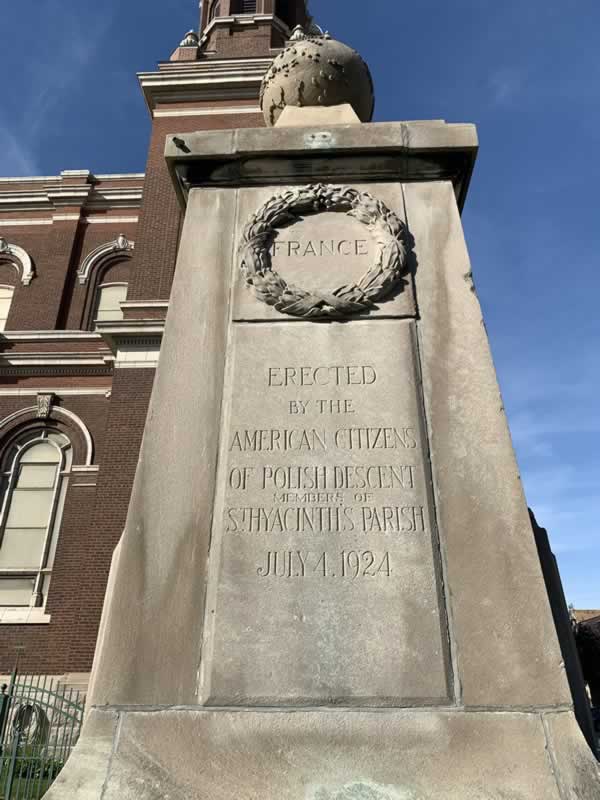 FRANCE
ERECTED
BY THE
AMERICAN CITIZENS
OF POLISH DESCENT
MEMBERS OF
ST HYACINTH'S PARISH
JULY 4. 1924